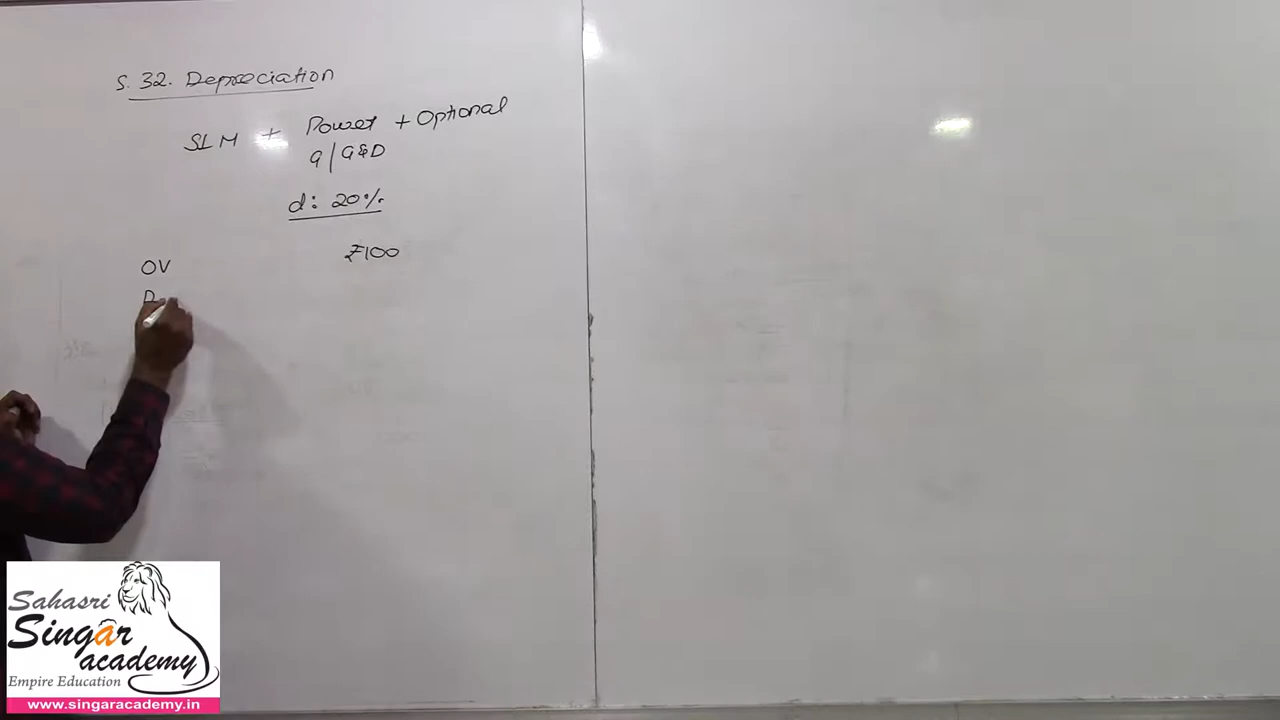 S. 32. Depreciation
SLM + Power + Optional
G/G&D
d: 20%
₹100
OV
D
Sahasri
Singar
academy
Empire Education
www.singaracademy.in